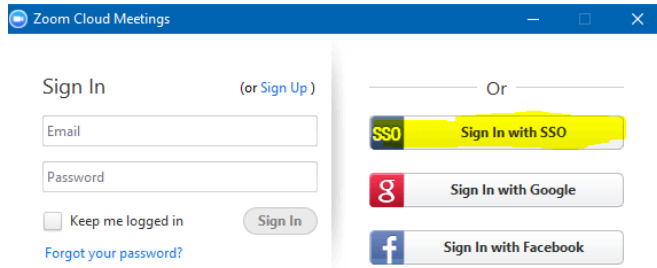 Zoom Cloud Meetings
Sign In
(or Sign Up )
Email
Password
Keep me logged in
Sign In
Forgot your password?
Or
SSO Sign In with SSO
g Sign In with Google
f Sign In with Facebook